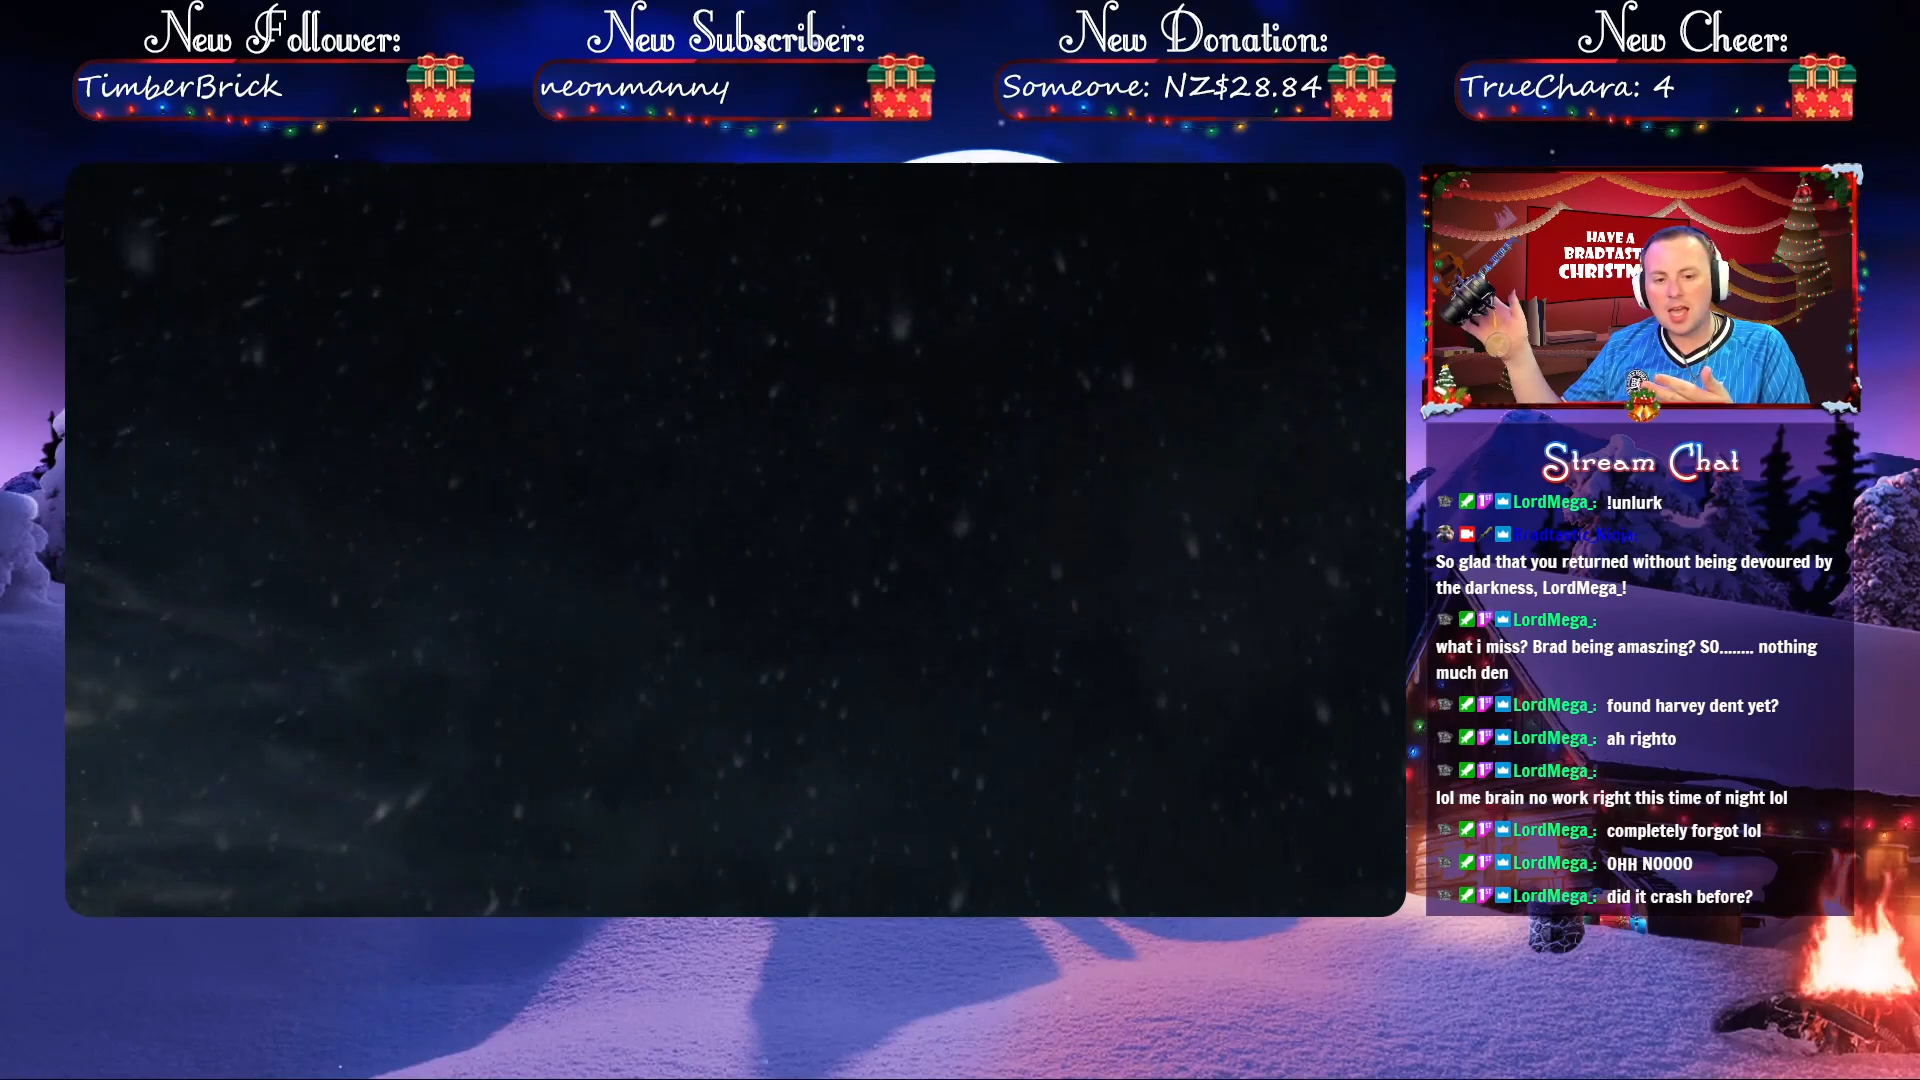 New Follower:
New Subscriber:
New Donation:
New Cheer:
TimberBrick
neonmanny
Someone: NZ$28.84
TrueChara: 4
HAVE A
BRADTAST
CHRISTM
Stream Chat
LordMega_: !unlurk
Bradtastic_Ninja:
So glad that you returned without being devoured by
the darkness, LordMega_!
LordMega_:
what i miss? Brad being amaszing? SO........ nothing
much den
LordMega_: found harvey dent yet?
LordMega_: ah righto
LordMega_:
lol me brain no work right this time of night lol
LordMega_: completely forgot lol
LordMega_: OHH NOOOO
LordMega_: did it crash before?